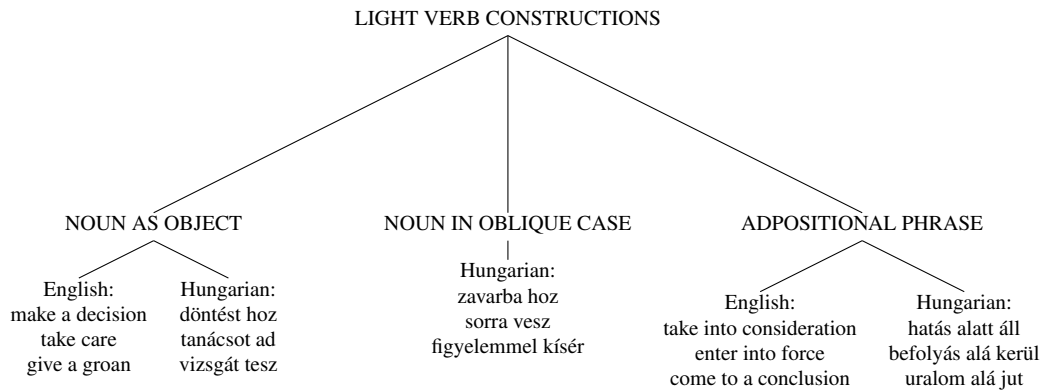 LIGHT VERB CONSTRUCTIONS
NOUN AS OBJECT
English:
make a decision
take care
give a groan
Hungarian:
döntést hoz
tanácsot ad
vizsgát tesz
NOUN IN OBLIQUE CASE
Hungarian:
zavarba hoz
sorra vesz
figyelemmel kísér
ADPOSITIONAL PHRASE
English:
take into consideration
enter into force
come to a conclusion
Hungarian:
hatás alatt áll
befolyás alá kerül
uralom alá jut